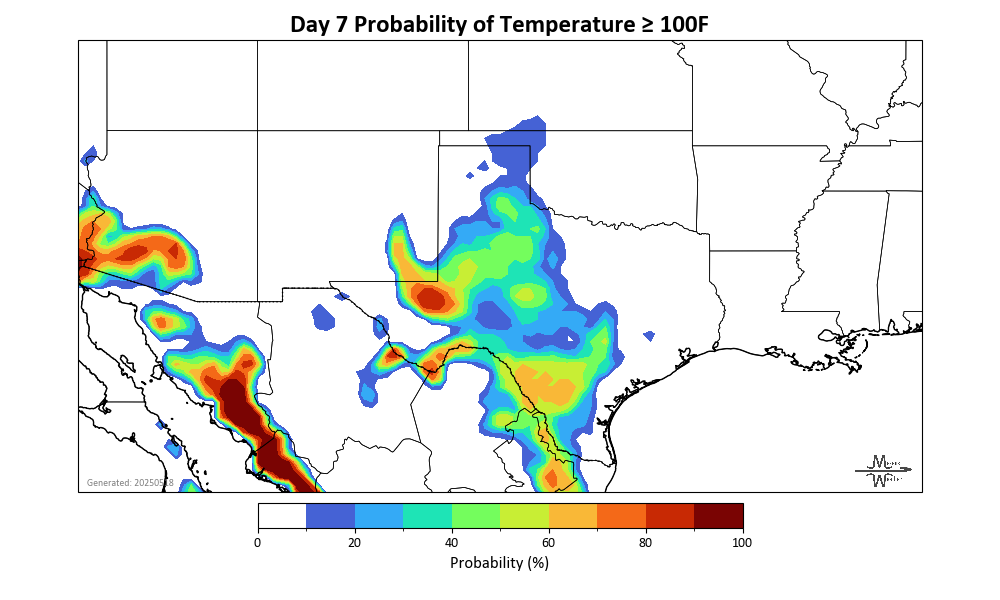 Day 7 Probability of Temperature ≥ 100F
Generated: 20250518
0 20 40 60 80 100
Probability (%)